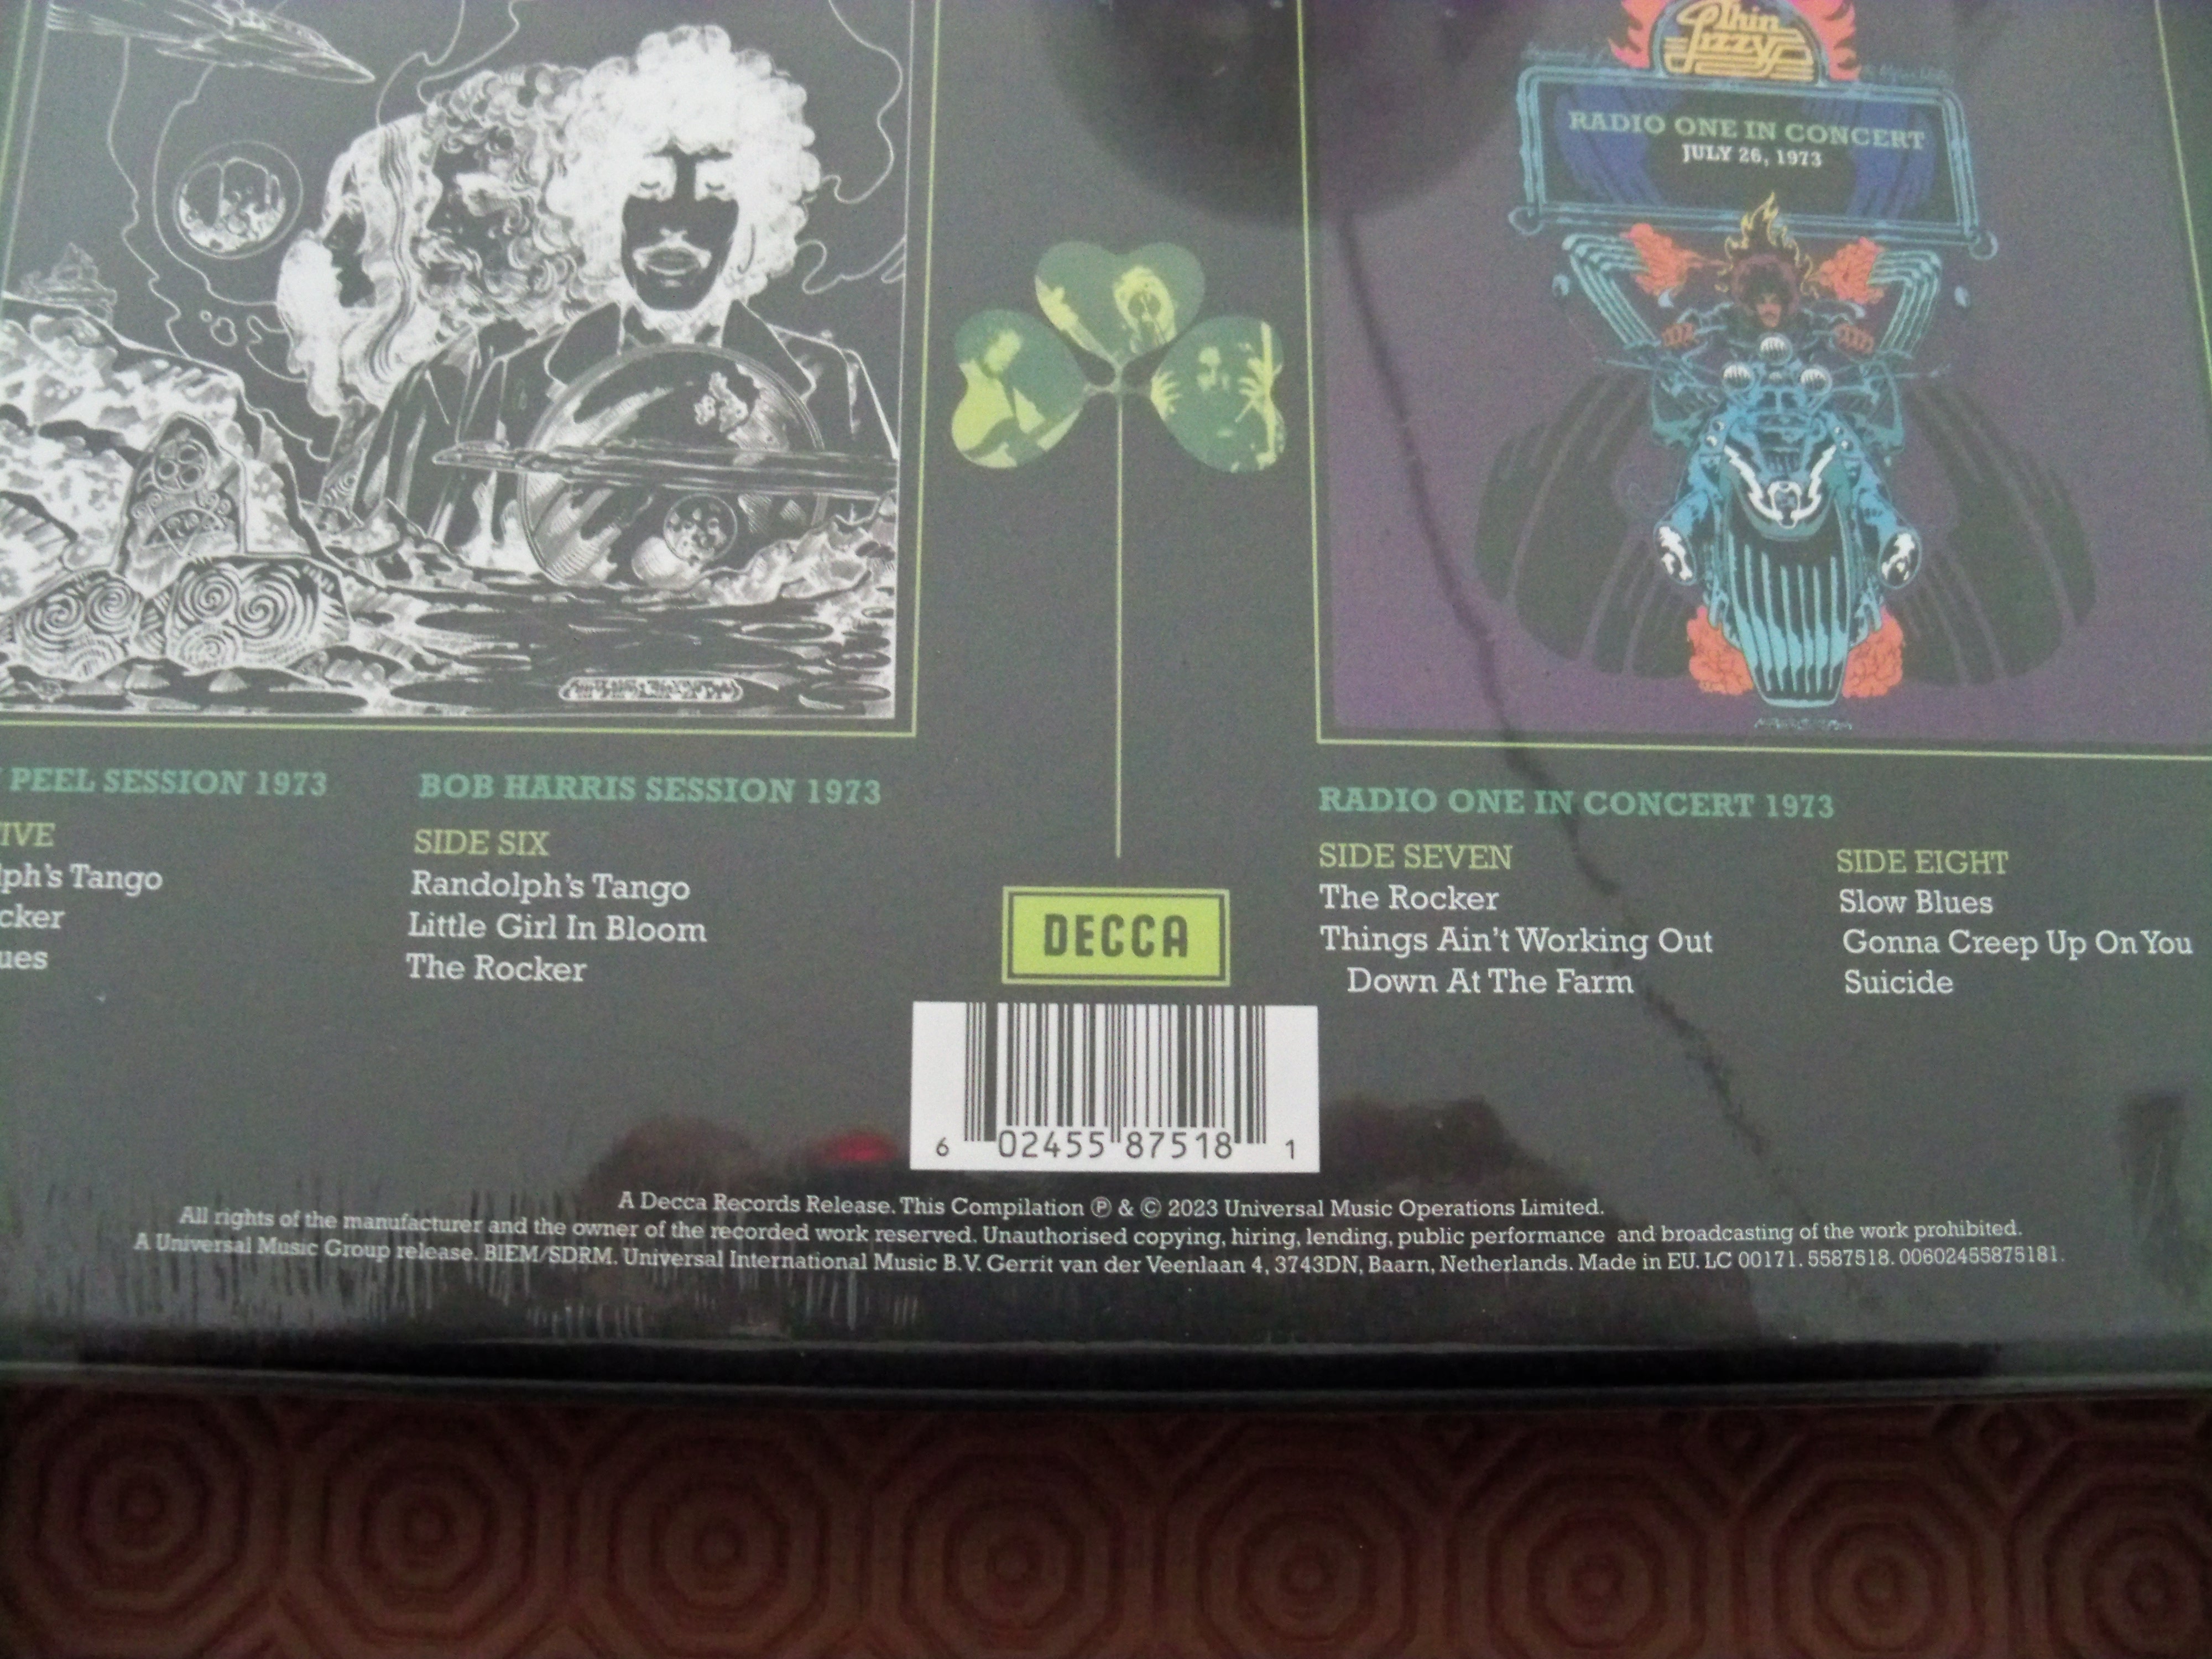 Thin Lizzy
RADIO ONE IN CONCERT
JULY 26, 1973
PEEL SESSION 1973
IVE
lph's Tango
cker
ues
BOB HARRIS SESSION 1973
SIDE SIX
Randolph's Tango
Little Girl In Bloom
The Rocker
DECCA
RADIO ONE IN CONCERT 1973
SIDE SEVEN
The Rocker
Things Ain't Working Out
Down At The Farm
SIDE EIGHT
Slow Blues
Gonna Creep Up On You
Suicide
6 02455 87518 1
A Decca Records Release. This Compilation ℗ & © 2023 Universal Music Operations Limited.
All rights of the manufacturer and the owner of the recorded work reserved. Unauthorised copying, hiring, lending, public performance and broadcasting of the work prohibited.
A Universal Music Group release. BIEM/SDRM. Universal International Music B.V. Gerrit van der Veenlaan 4, 3743DN, Baarn, Netherlands. Made in EU. LC 00171. 5587518. 00602455875181.